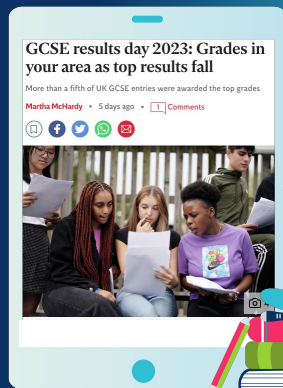 GCSE results day 2023: Grades in
your area as top results fall
More than a fifth of UK GCSE entries were awarded the top grades
Martha McHardy • 5 days ago • 1 Comments